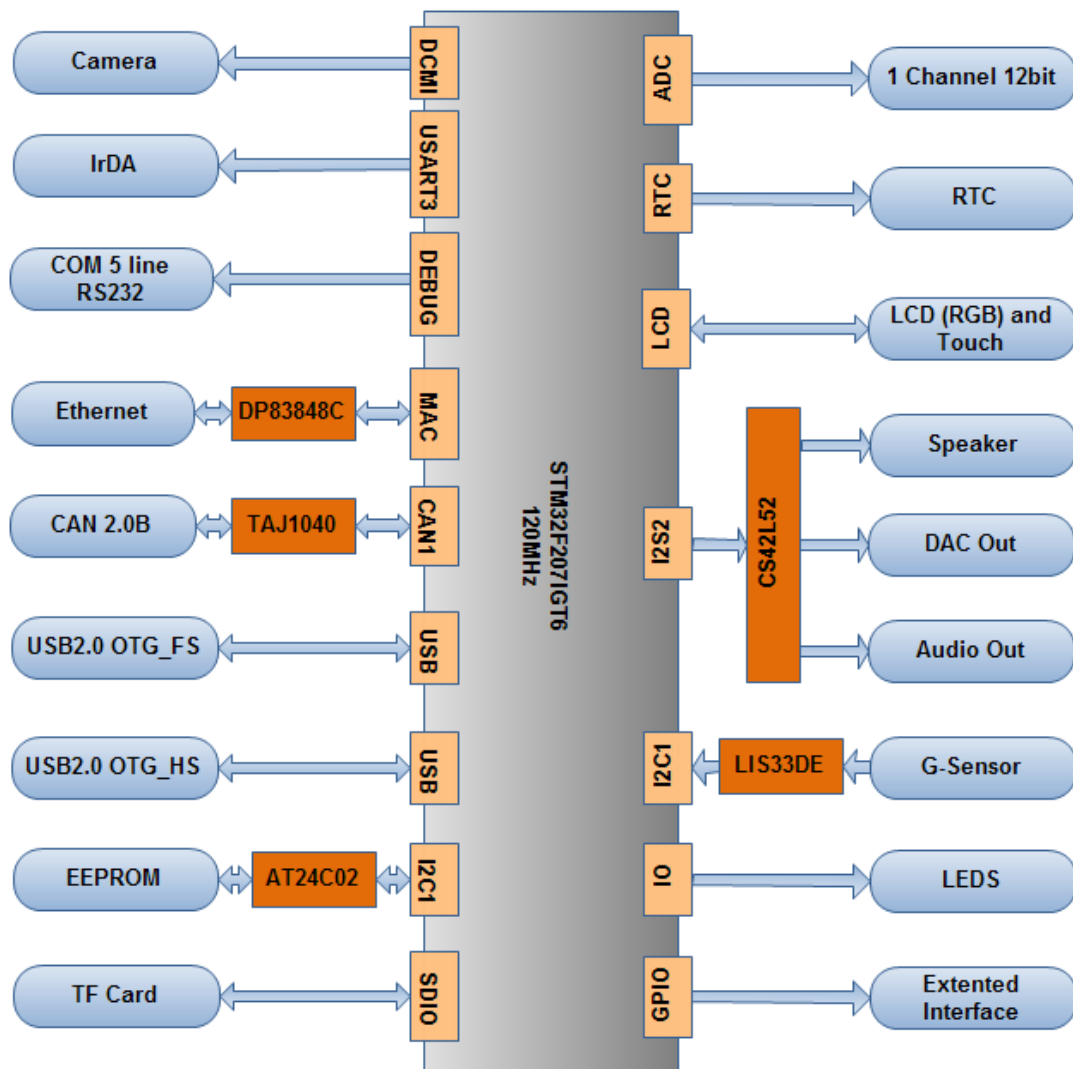 Camera
DCMI
ADC
1 Channel 12bit
IrDA
USART3
RTC
RTC
COM 5 line
RS232
DEBUG
LCD
LCD (RGB) and
Touch
Ethernet
DP83848C
MAC
STM32F207IGT6
120MHz
CAN 2.0B
TAJ1040
CAN1
I2S2
CS42L52
Speaker
DAC Out
Audio Out
USB2.0 OTG_FS
USB
USB2.0 OTG_HS
USB
I2C1
LIS33DE
G-Sensor
EEPROM
AT24C02
I2C1
IO
LEDS
TF Card
SDIO
GPIO
Extented
Interface